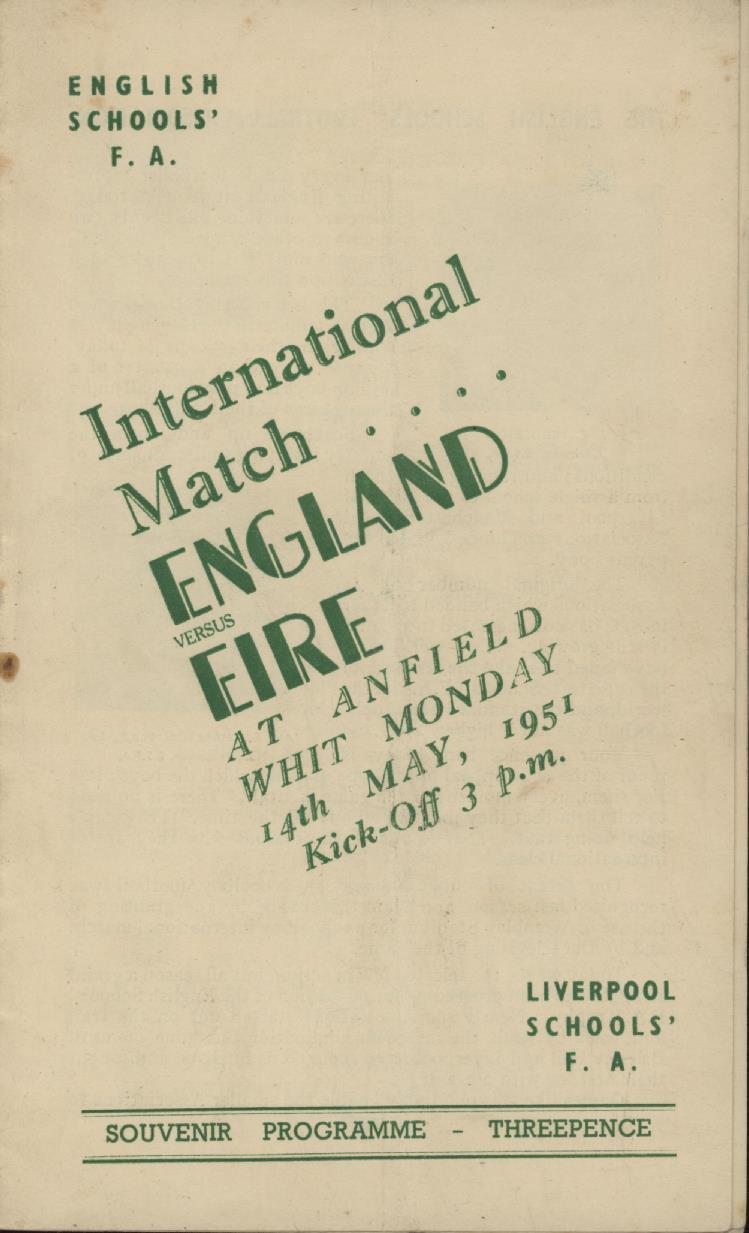 ENGLISH
SCHOOLS'
F. A.
International
Match . . . .
ENGLAND
VERSUS
EIRE
AT ANFIELD
WHIT MONDAY
14th MAY, 1951
Kick-Off 3 p.m.
LIVERPOOL
SCHOOLS'
F. A.
SOUVENIR PROGRAMME - THREEPENCE